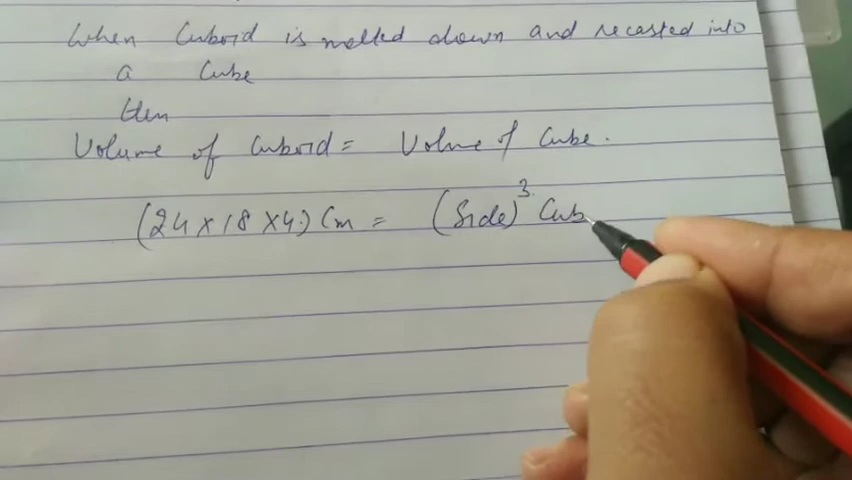 When Cuboid is melted down and recasted into
a Cube
then
Volume of Cuboid = Volume of Cube.
(24 x 18 x 4) Cm = (Side)³ Cub